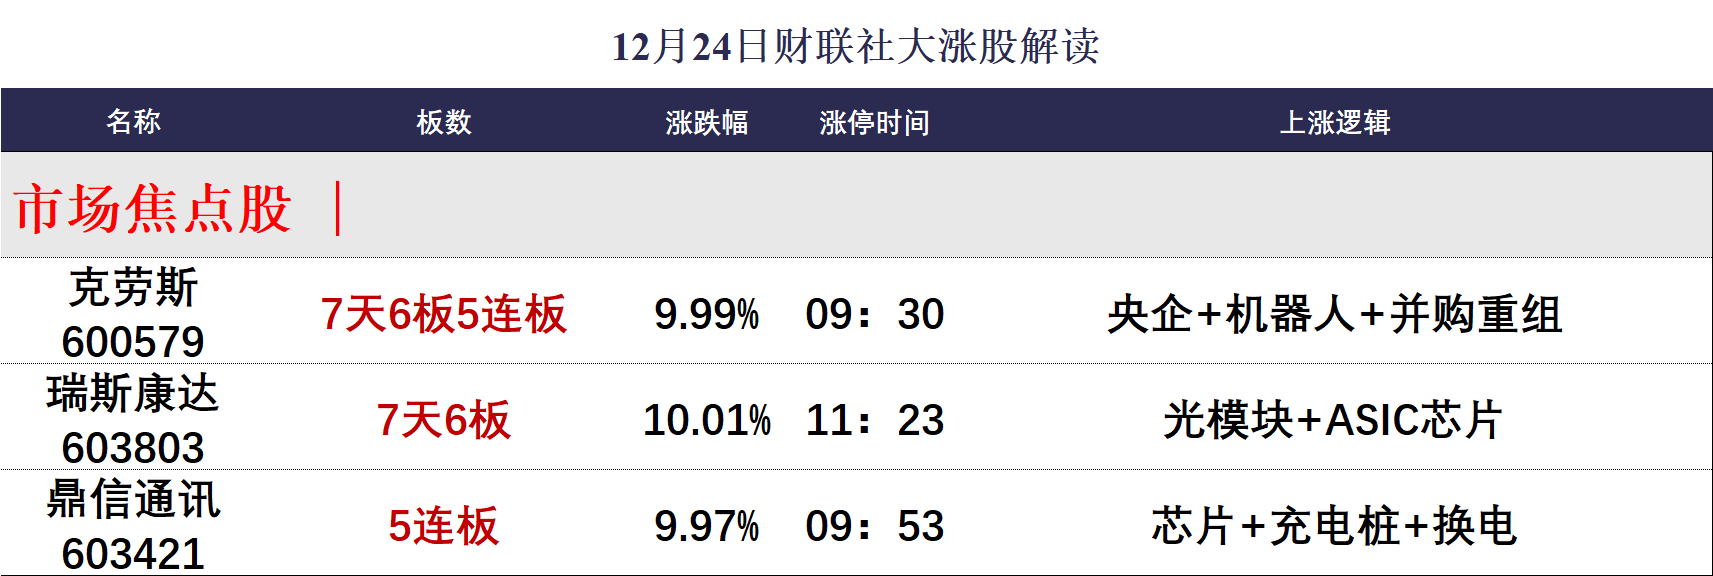 12月24日财联社大涨股解读
名称 板数 涨跌幅 涨停时间 上涨逻辑
市场焦点股 ｜
克劳斯
600579 7天6板5连板 9.99% 09：30 央企+机器人+并购重组
瑞斯康达
603803 7天6板 10.01% 11：23 光模块+ASIC芯片
鼎信通讯
603421 5连板 9.97% 09：53 芯片+充电桩+换电